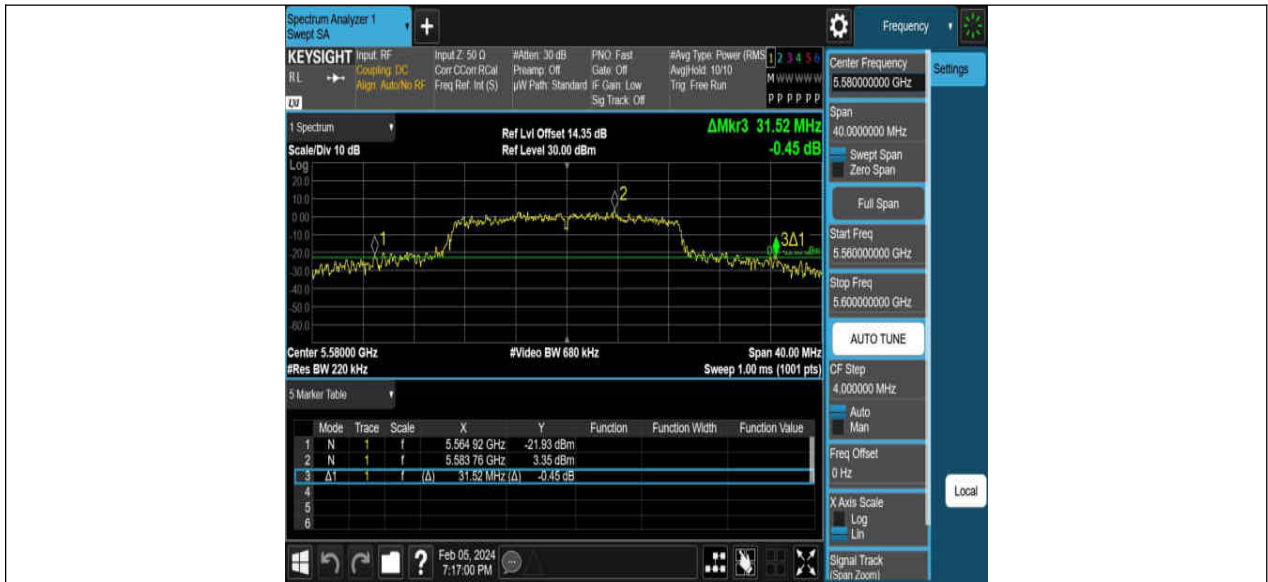 Spectrum Analyzer 1
Swept SA
+
Frequency
KEYSIGHT
RL
Input: RF
Coupling: DC
Align: Auto/No RF
Input Z: 50 Ω
Corr CCorr RCal
Freq Ref: Int (S)
#Atten: 30 dB
Preamp: Off
µW Path: Standard
PNO: Fast
Gate: Off
IF Gain: Low
Sig Track: Off
#Avg Type: Power (RMS
Avg|Hold: 10/10
Trig: Free Run
1 2 3 4 5 6
M W W W W W
P P P P P P
Center Frequency
5.580000000 GHz
Settings
Span
40.0000000 MHz
Swept Span
Zero Span
Full Span
Start Freq
5.560000000 GHz
Stop Freq
5.600000000 GHz
AUTO TUNE
CF Step
4.000000 MHz
Auto
Man
Freq Offset
0 Hz
X Axis Scale
Log
Lin
Signal Track
(Span Zoom)
Local
1 Spectrum
Scale/Div 10 dB
Ref Lvl Offset 14.35 dB
Ref Level 30.00 dBm
ΔMkr3 31.52 MHz
-0.45 dB
Log
20.0
10.0
0.00
-10.0
-20.0
-30.0
-40.0
-50.0
-60.0
1
2
3Δ1
Center 5.58000 GHz
#Video BW 680 kHz
Span 40.00 MHz
#Res BW 220 kHz
Sweep 1.00 ms (1001 pts)
5 Marker Table
Mode Trace Scale X Y Function Function Width Function Value
1 N 1 f 5.564 92 GHz -21.93 dBm
2 N 1 f 5.583 76 GHz 3.35 dBm
3 Δ1 1 f (Δ) 31.52 MHz (Δ) -0.45 dB
4
5
6
?
Feb 05, 2024
7:17:00 PM